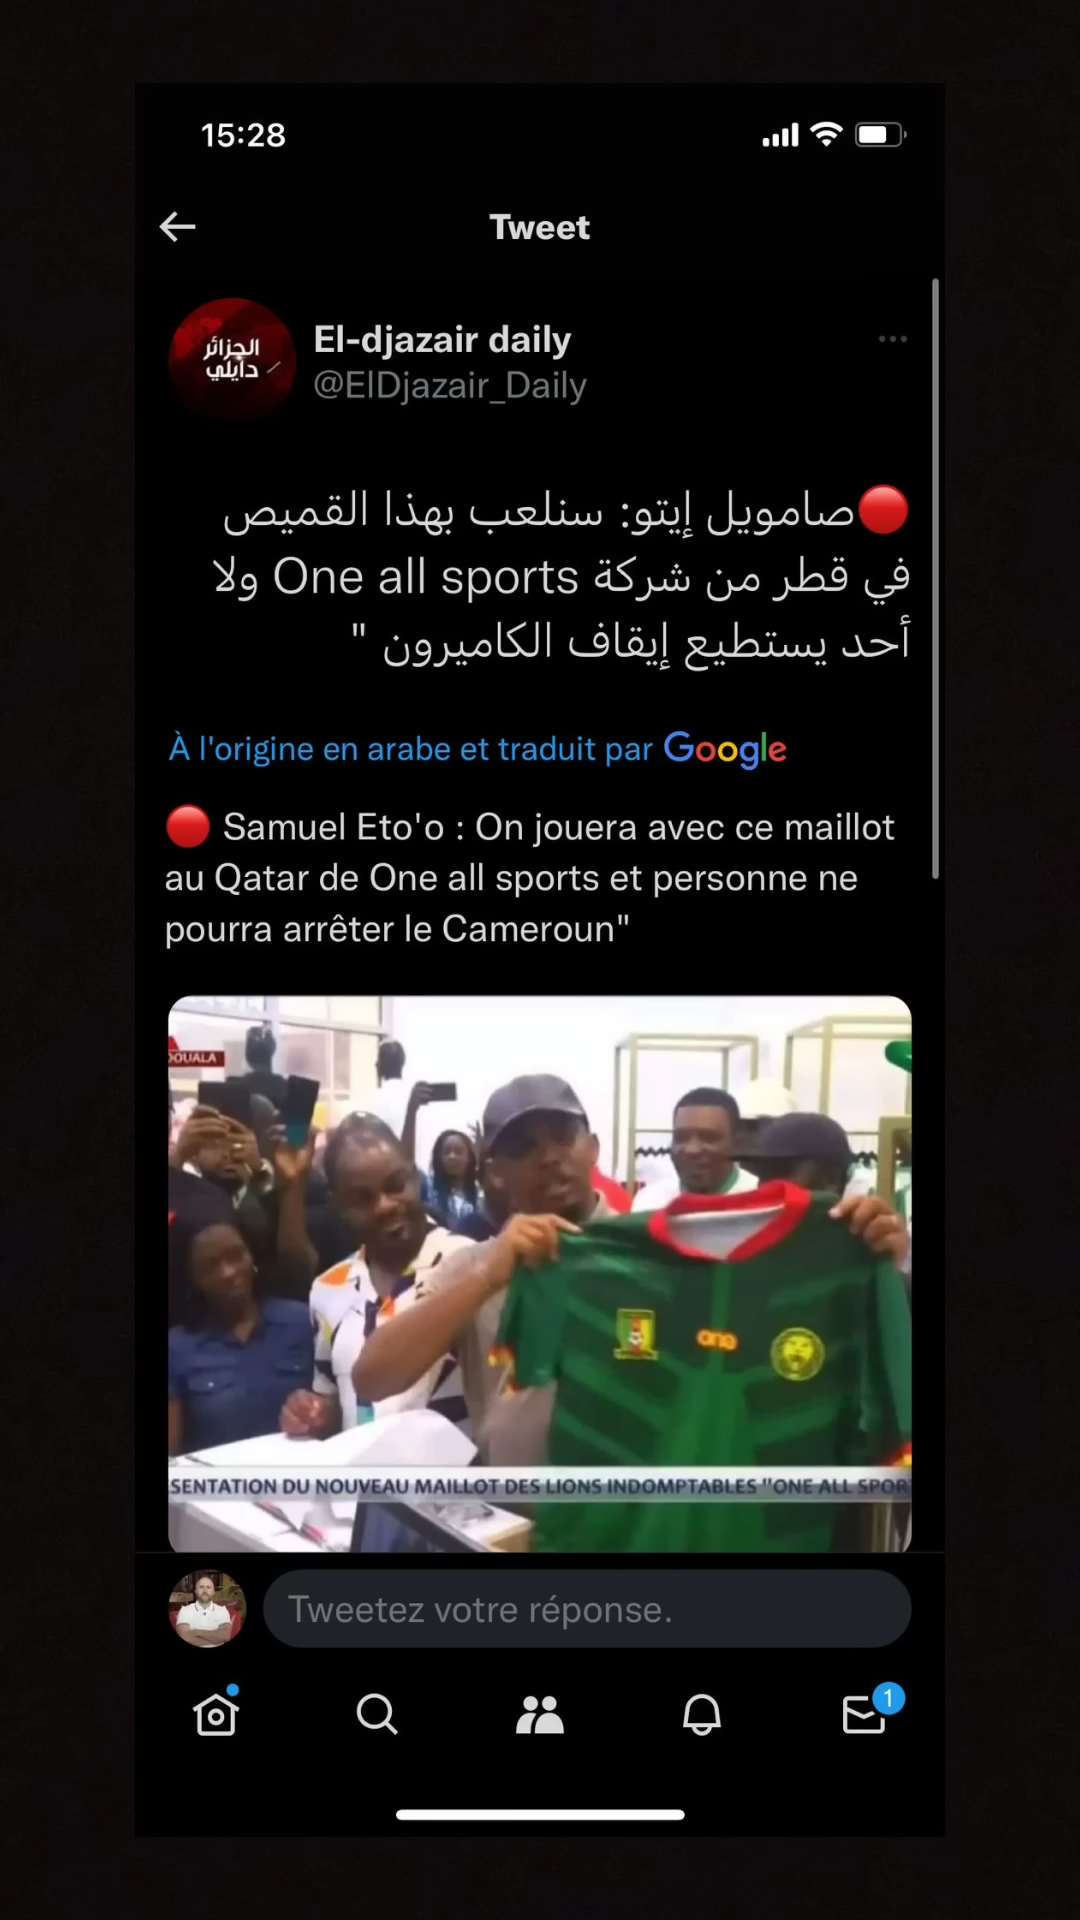 15:28
Tweet
الجزائر
دايلي
El-djazair daily
@ElDjazair_Daily
🔴صامويل إيتو: سنلعب بهذا القميص
في قطر من شركة One all sports ولا
أحد يستطيع إيقاف الكاميرون "
À l'origine en arabe et traduit par Google
🔴 Samuel Eto'o : On jouera avec ce maillot
au Qatar de One all sports et personne ne
pourra arrêter le Cameroun"
DOUALA
one
SENTATION DU NOUVEAU MAILLOT DES LIONS INDOMPTABLES "ONE ALL SPOR
Tweetez votre réponse.
1